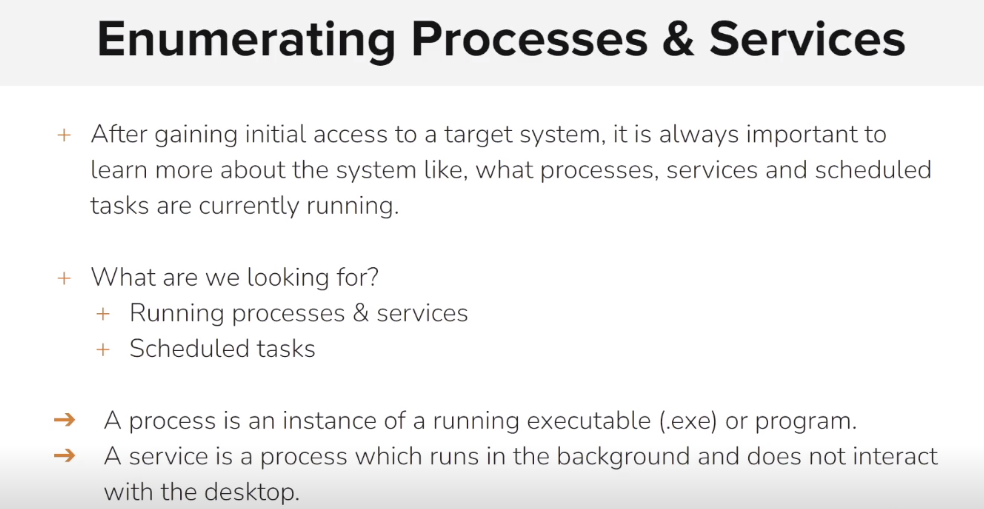 Enumerating Processes & Services
+ After gaining initial access to a target system, it is always important to
learn more about the system like, what processes, services and scheduled
tasks are currently running.
+ What are we looking for?
+ Running processes & services
+ Scheduled tasks
➔ A process is an instance of a running executable (.exe) or program.
➔ A service is a process which runs in the background and does not interact
with the desktop.